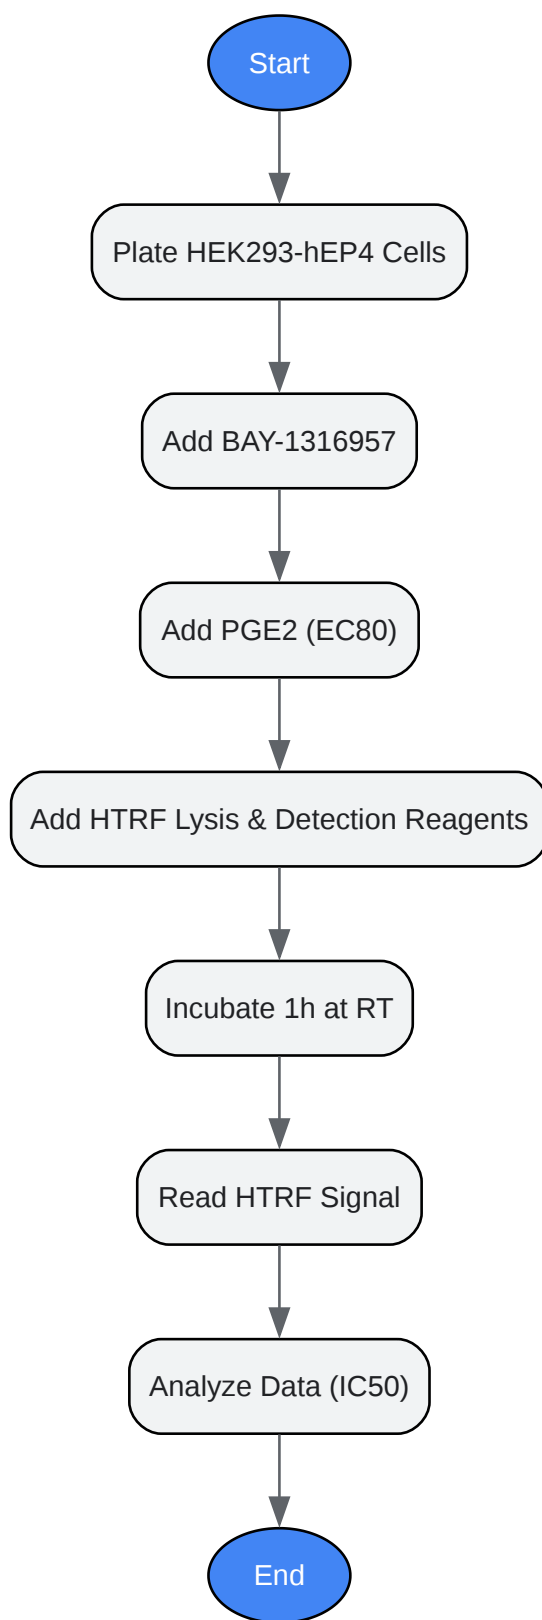 Start
Plate HEK293-hEP4 Cells
Add BAY-1316957
Add PGE2 (EC80)
Add HTRF Lysis & Detection Reagents
Incubate 1h at RT
Read HTRF Signal
Analyze Data (IC50)
End